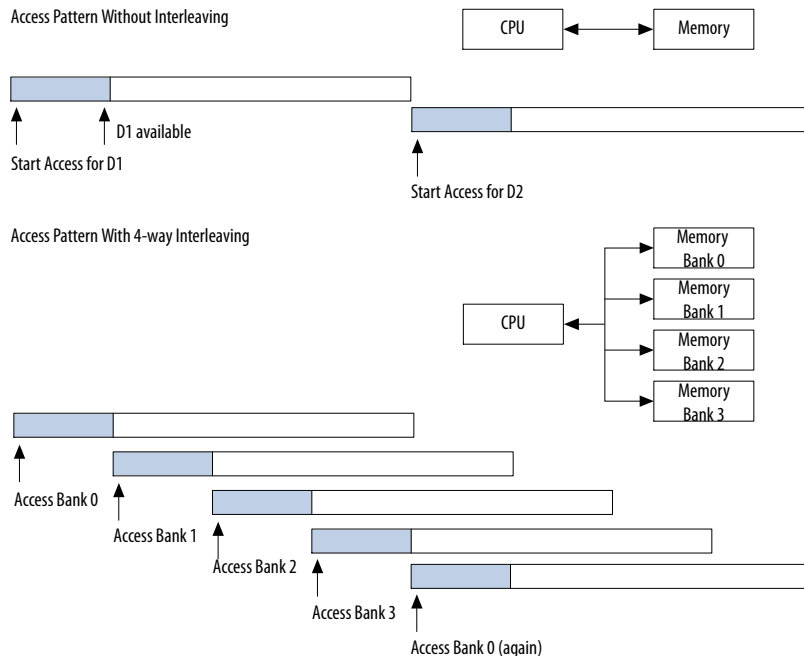 Access Pattern Without Interleaving
CPU
Memory
D1 available
Start Access for D1
Start Access for D2
Access Pattern With 4-way Interleaving
Memory
Bank 0
Memory
Bank 1
CPU
Memory
Bank 2
Memory
Bank 3
Access Bank 0
Access Bank 1
Access Bank 2
Access Bank 3
Access Bank 0 (again)